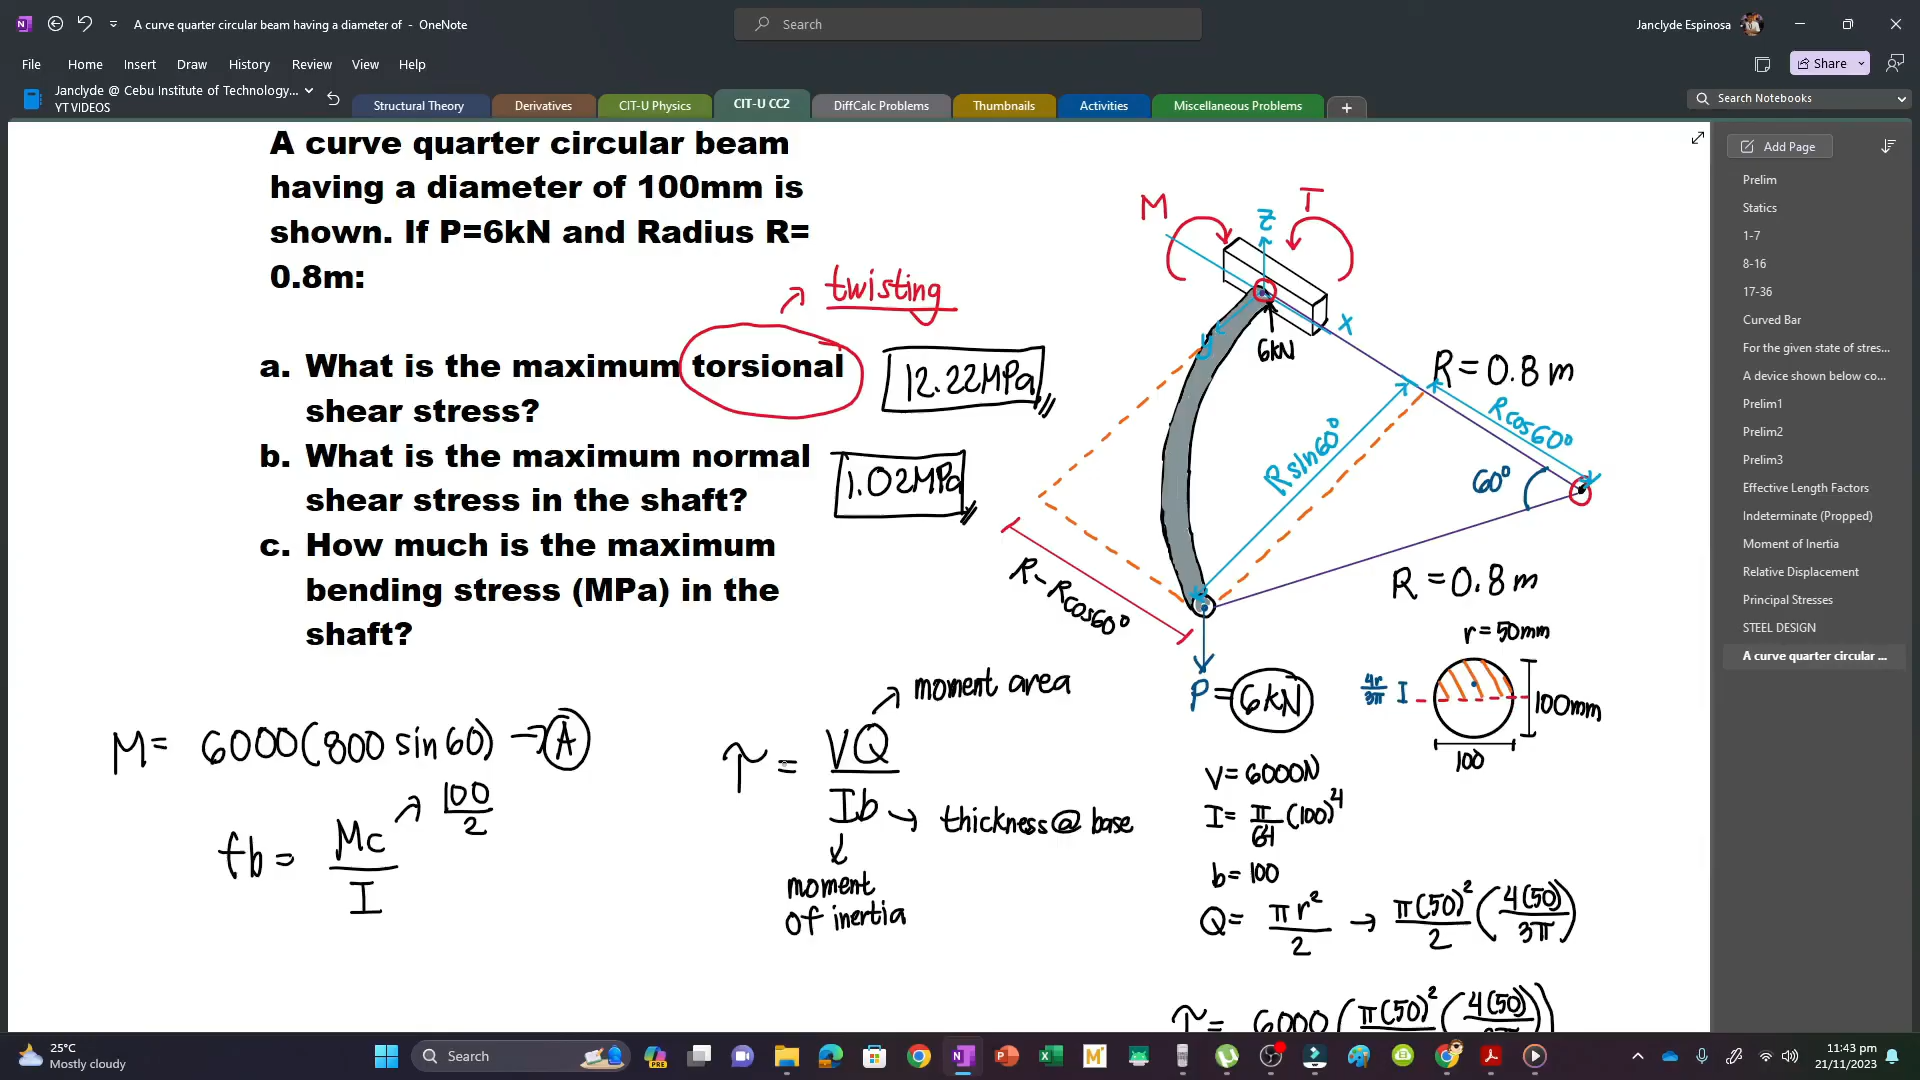 A curve quarter circular beam having a diameter of - OneNote
Search
Janclyde Espinosa
File Home Insert Draw History Review View Help
Share
Janclyde @ Cebu Institute of Technology...
YT VIDEOS
Structural Theory
Derivatives
CIT-U Physics
CIT-U CC2
DiffCalc Problems
Thumbnails
Activities
Miscellaneous Problems
Search Notebooks
Add Page
Prelim
Statics
1-7
8-16
17-36
Curved Bar
For the given state of stres...
A device shown below co...
Prelim1
Prelim2
Prelim3
Effective Length Factors
Indeterminate (Propped)
Moment of Inertia
Relative Displacement
Principal Stresses
STEEL DESIGN
A curve quarter circular ...
A curve quarter circular beam
having a diameter of 100mm is
shown. If P=6kN and Radius R=
0.8m:
twisting
a. What is the maximum torsional
shear stress?
12.22MPa
b. What is the maximum normal
shear stress in the shaft?
1.02MPa
c. How much is the maximum
bending stress (MPa) in the
shaft?
M
T
Z
X
y
6kN
R = 0.8 m
Rcos60°
Rsin60°
60°
R-Rcos60°
R = 0.8 m
P = 6kN
r = 50mm
4r/3π
I
100mm
100
M = 6000(800 sin 60) → A
fb = Mc/I
100/2
τ = VQ/Ib
moment area
thickness@ base
moment
of inertia
V = 6000N
I = π/64 (100)^4
b = 100
Q = πr²/2 → π(50)²/2 (4(50)/3π)
τ = 6000 (π(50)² (4(50)
25°C
Mostly cloudy
Search
11:43 pm
21/11/2023